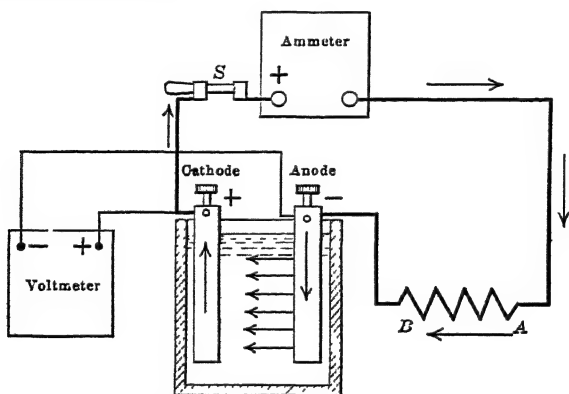 Ammeter
S
+
Cathode
Anode
+
−
− +
Voltmeter
B
A